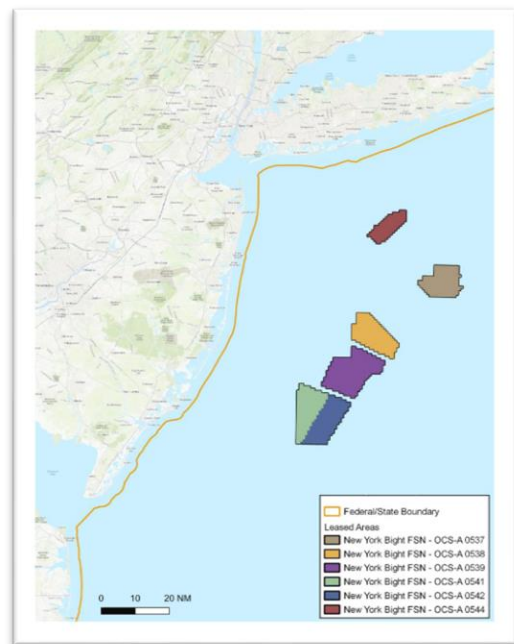 Federal/State Boundary
Leased Areas
New York Bight FSN - OCS-A 0537
New York Bight FSN - OCS-A 0538
New York Bight FSN - OCS-A 0539
New York Bight FSN - OCS-A 0541
New York Bight FSN - OCS-A 0542
New York Bight FSN - OCS-A 0544
0 10 20 NM